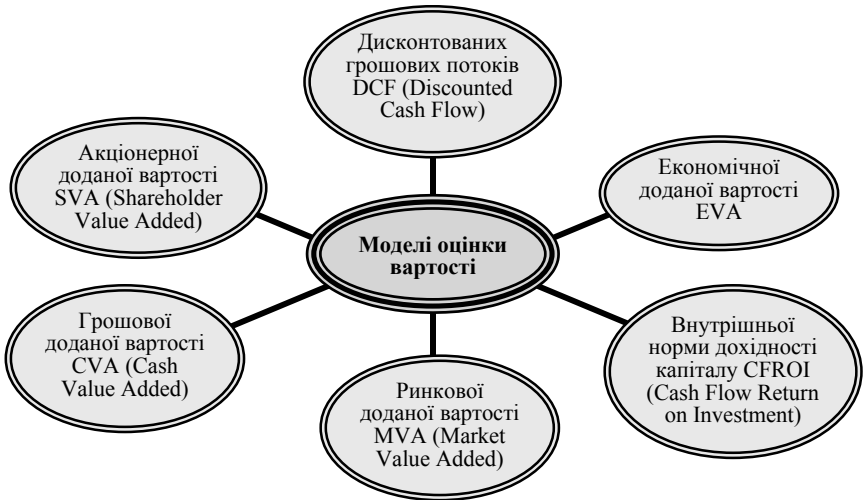 Дисконтованих
грошових потоків
DCF (Discounted
Cash Flow)
Акціонерної
доданої вартості
SVA (Shareholder
Value Added)
Економічної
доданої вартості
EVA
Моделі оцінки
вартості
Грошової
доданої вартості
CVA (Cash
Value Added)
Внутрішньої
норми дохідності
капіталу CFROI
(Cash Flow Return
on Investment)
Ринкової
доданої вартості
MVA (Market
Value Added)